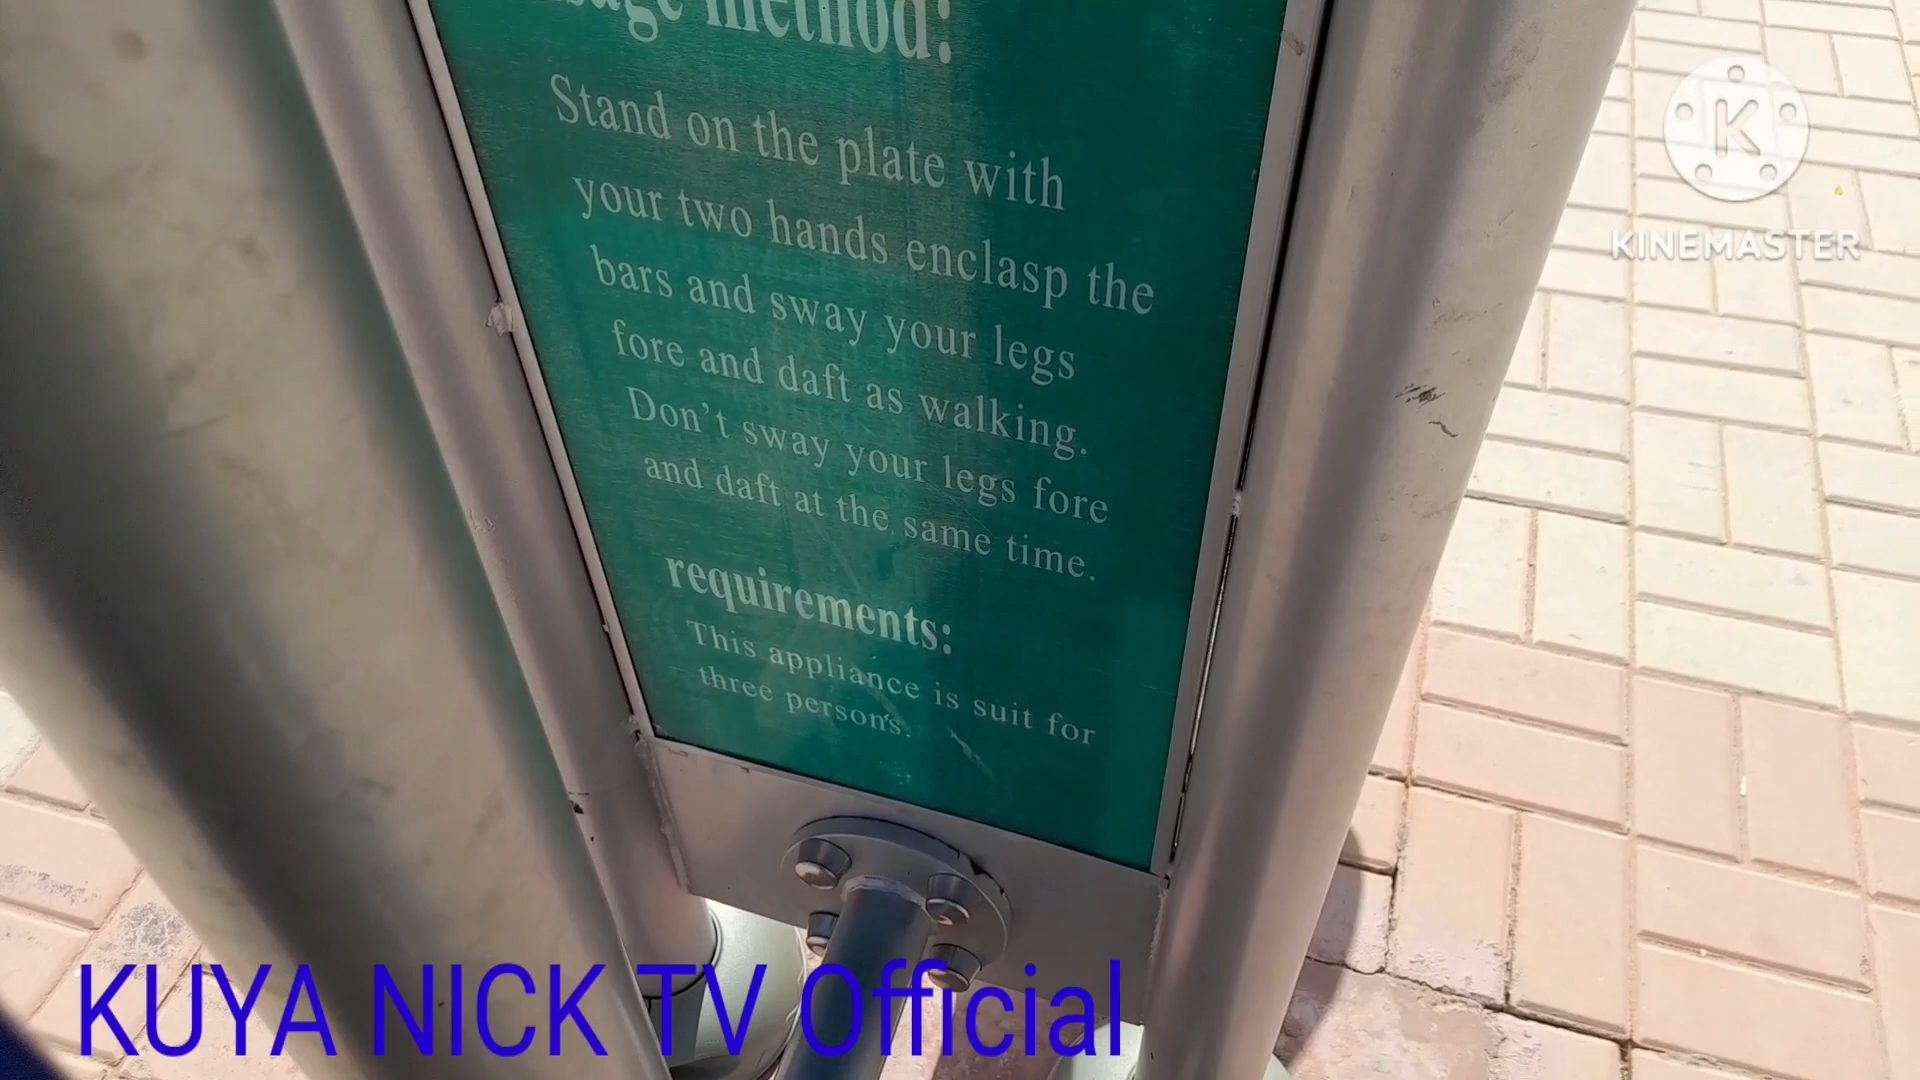 usage method:
Stand on the plate with
your two hands enclasp the
bars and sway your legs
fore and daft as walking.
Don't sway your legs fore
and daft at the same time.
requirements:
This appliance is suit for
three persons.
K
KINEMASTER
KUYA NICK TV Official